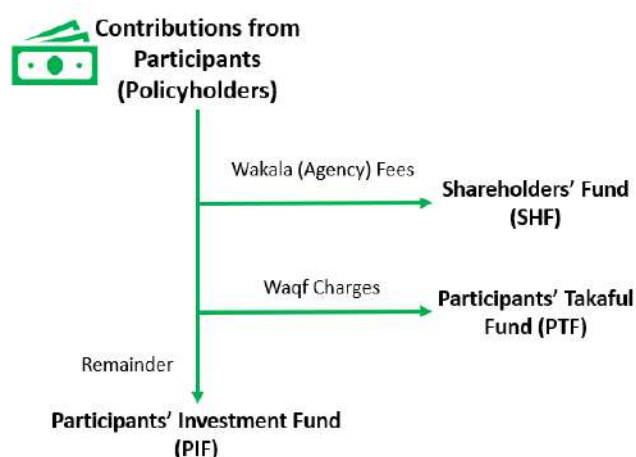 Contributions from
Participants
(Policyholders)
Wakala (Agency) Fees
Shareholders’ Fund
(SHF)
Waqf Charges
Participants’ Takaful
Fund (PTF)
Remainder
Participants’ Investment Fund
(PIF)